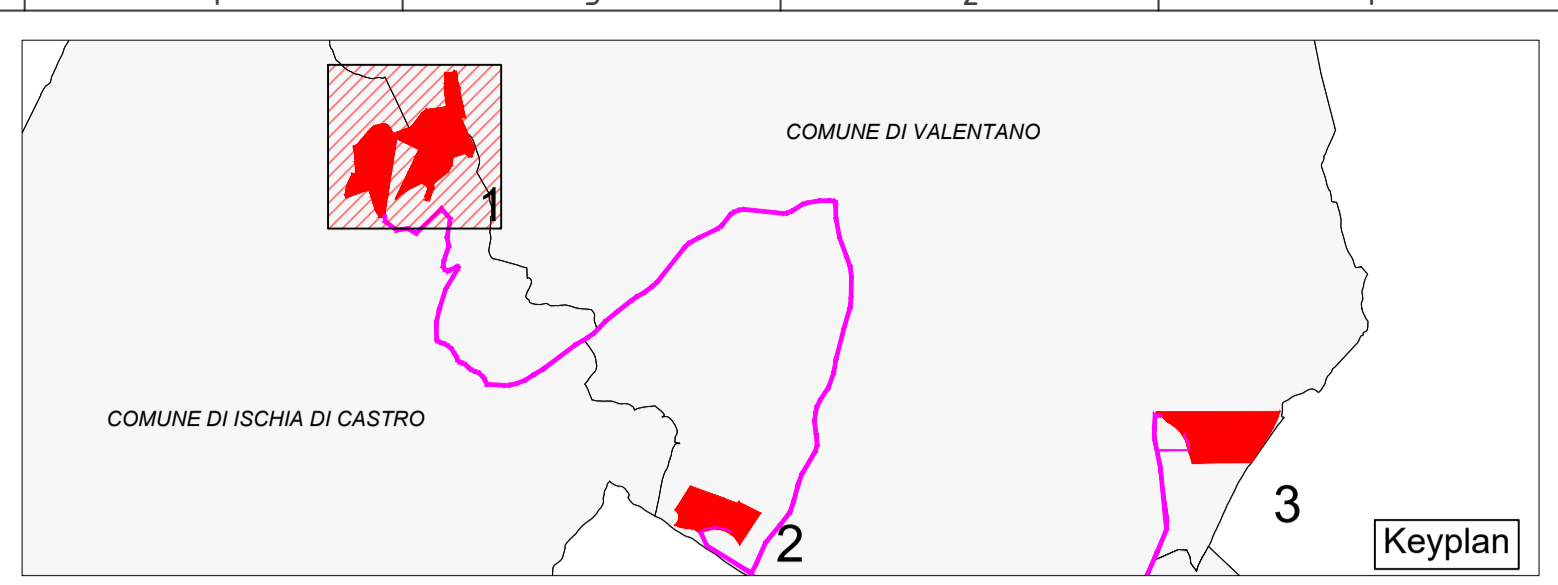 COMUNE DI VALENTANO
1
COMUNE DI ISCHIA DI CASTRO
3
2
Keyplan